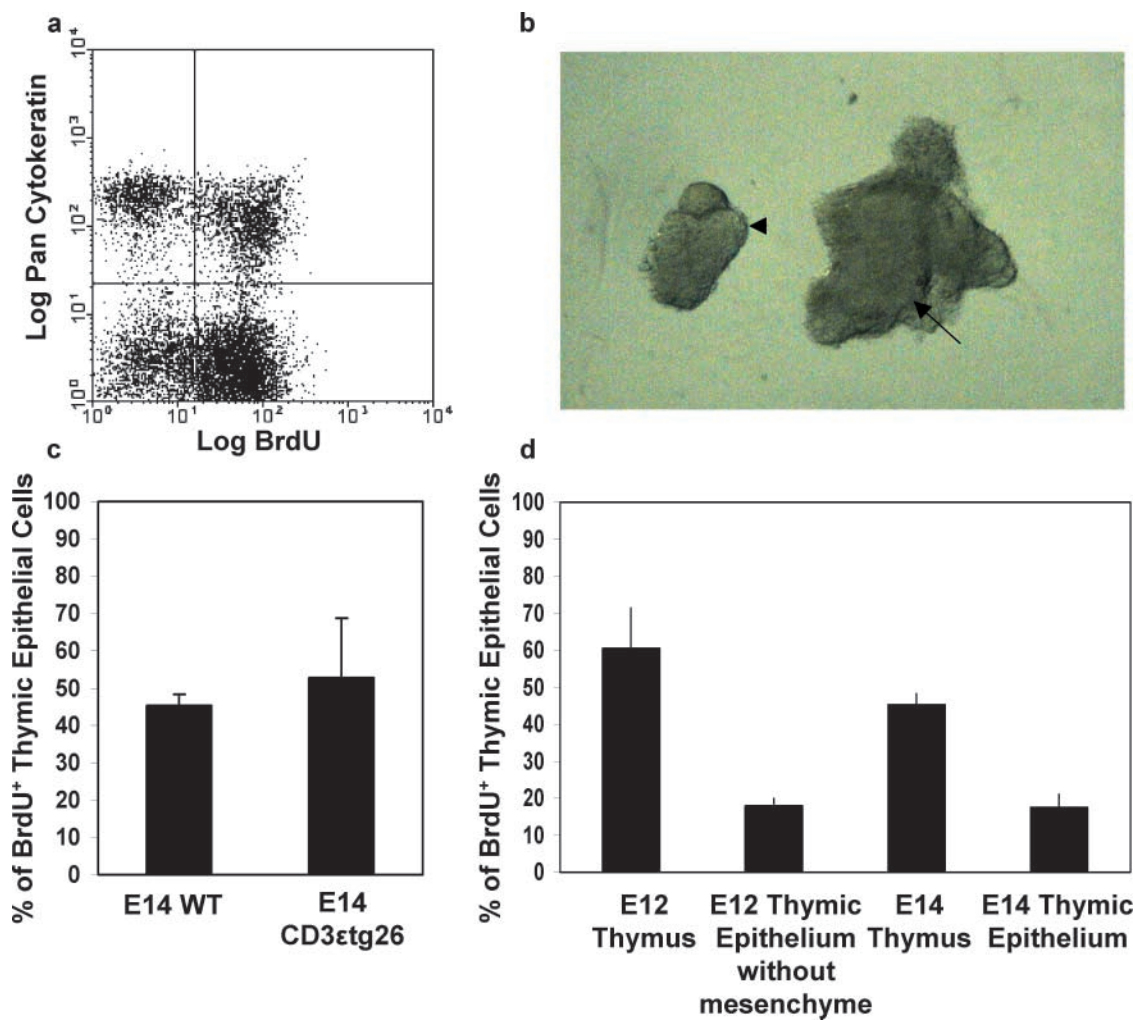 a
Log Pan Cytokeratin
10⁴
10³
10²
10¹
10⁰
10⁰ 10¹ 10² 10³ 10⁴
Log BrdU
b
c
% of BrdU⁺ Thymic Epithelial Cells
100
90
80
70
60
50
40
30
20
10
0
E14 WT
E14
CD3εtg26
d
% of BrdU⁺ Thymic Epithelial Cells
100
90
80
70
60
50
40
30
20
10
0
E12
Thymus
E12 Thymic
Epithelium
without
mesenchyme
E14
Thymus
E14 Thymic
Epithelium